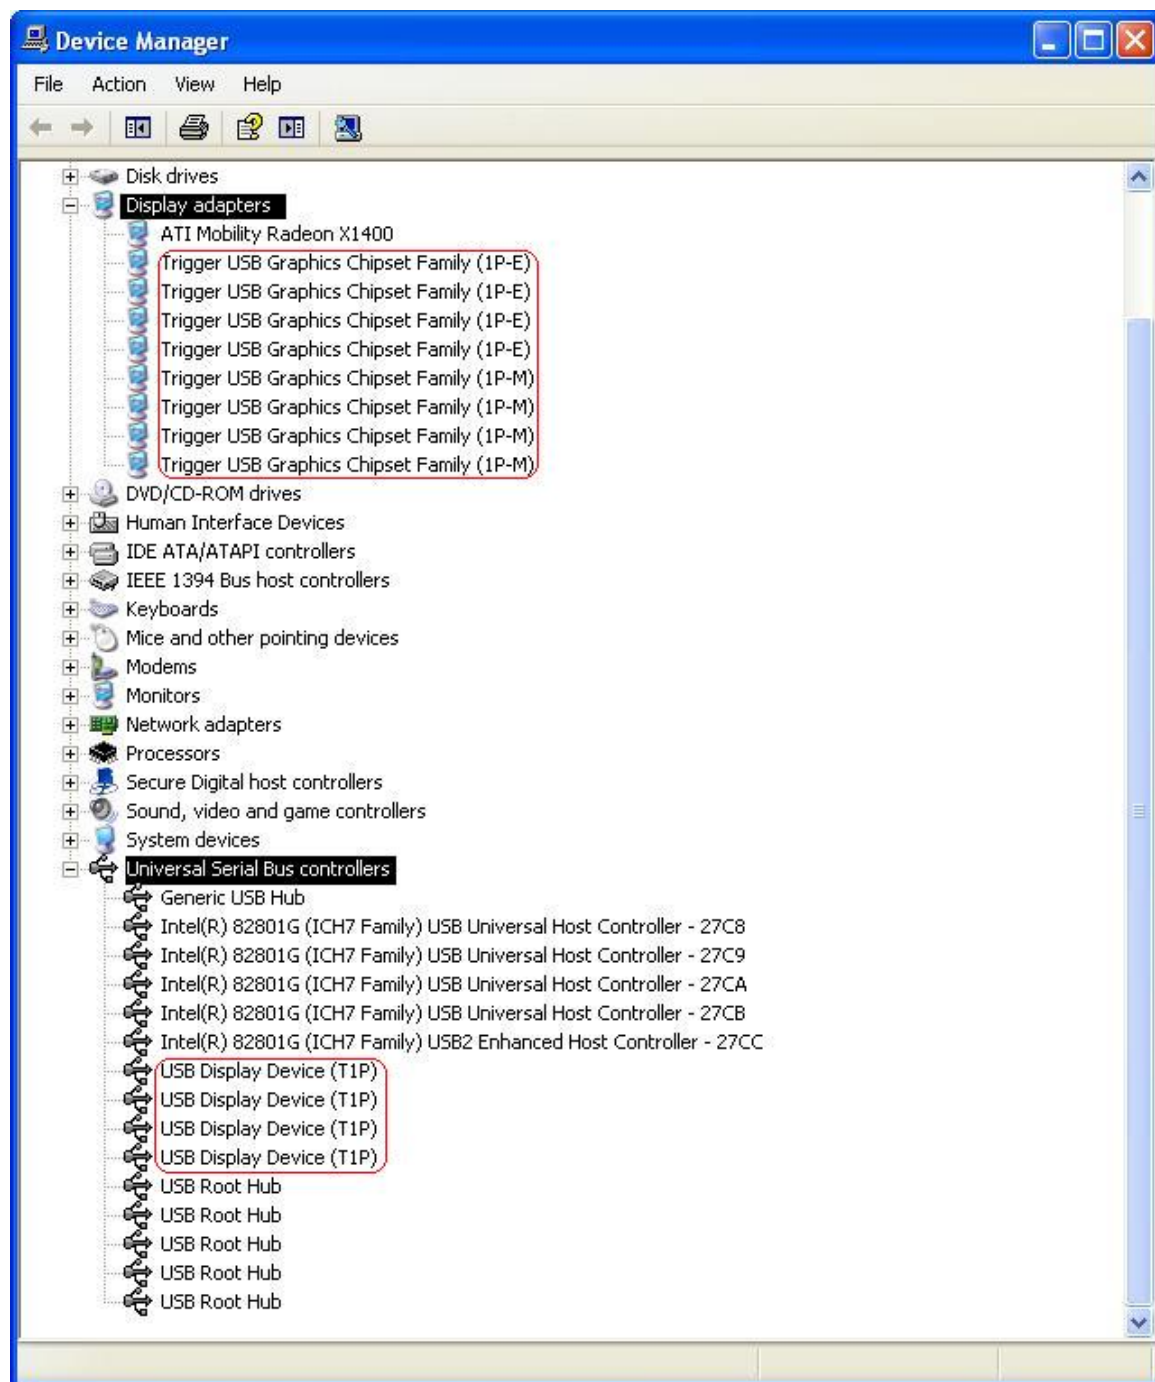 Device Manager
File Action View Help
Disk drives
Display adapters
ATI Mobility Radeon X1400
Trigger USB Graphics Chipset Family (1P-E)
Trigger USB Graphics Chipset Family (1P-E)
Trigger USB Graphics Chipset Family (1P-E)
Trigger USB Graphics Chipset Family (1P-E)
Trigger USB Graphics Chipset Family (1P-M)
Trigger USB Graphics Chipset Family (1P-M)
Trigger USB Graphics Chipset Family (1P-M)
Trigger USB Graphics Chipset Family (1P-M)
DVD/CD-ROM drives
Human Interface Devices
IDE ATA/ATAPI controllers
IEEE 1394 Bus host controllers
Keyboards
Mice and other pointing devices
Modems
Monitors
Network adapters
Processors
Secure Digital host controllers
Sound, video and game controllers
System devices
Universal Serial Bus controllers
Generic USB Hub
Intel(R) 82801G (ICH7 Family) USB Universal Host Controller - 27C8
Intel(R) 82801G (ICH7 Family) USB Universal Host Controller - 27C9
Intel(R) 82801G (ICH7 Family) USB Universal Host Controller - 27CA
Intel(R) 82801G (ICH7 Family) USB Universal Host Controller - 27CB
Intel(R) 82801G (ICH7 Family) USB2 Enhanced Host Controller - 27CC
USB Display Device (T1P)
USB Display Device (T1P)
USB Display Device (T1P)
USB Display Device (T1P)
USB Root Hub
USB Root Hub
USB Root Hub
USB Root Hub
USB Root Hub